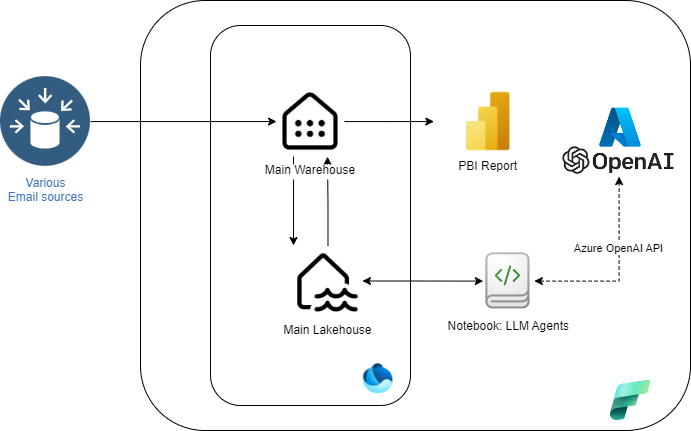 Various
Email sources
Main Warehouse
PBI Report
OpenAI
Azure OpenAI API
Main Lakehouse
Notebook: LLM Agents